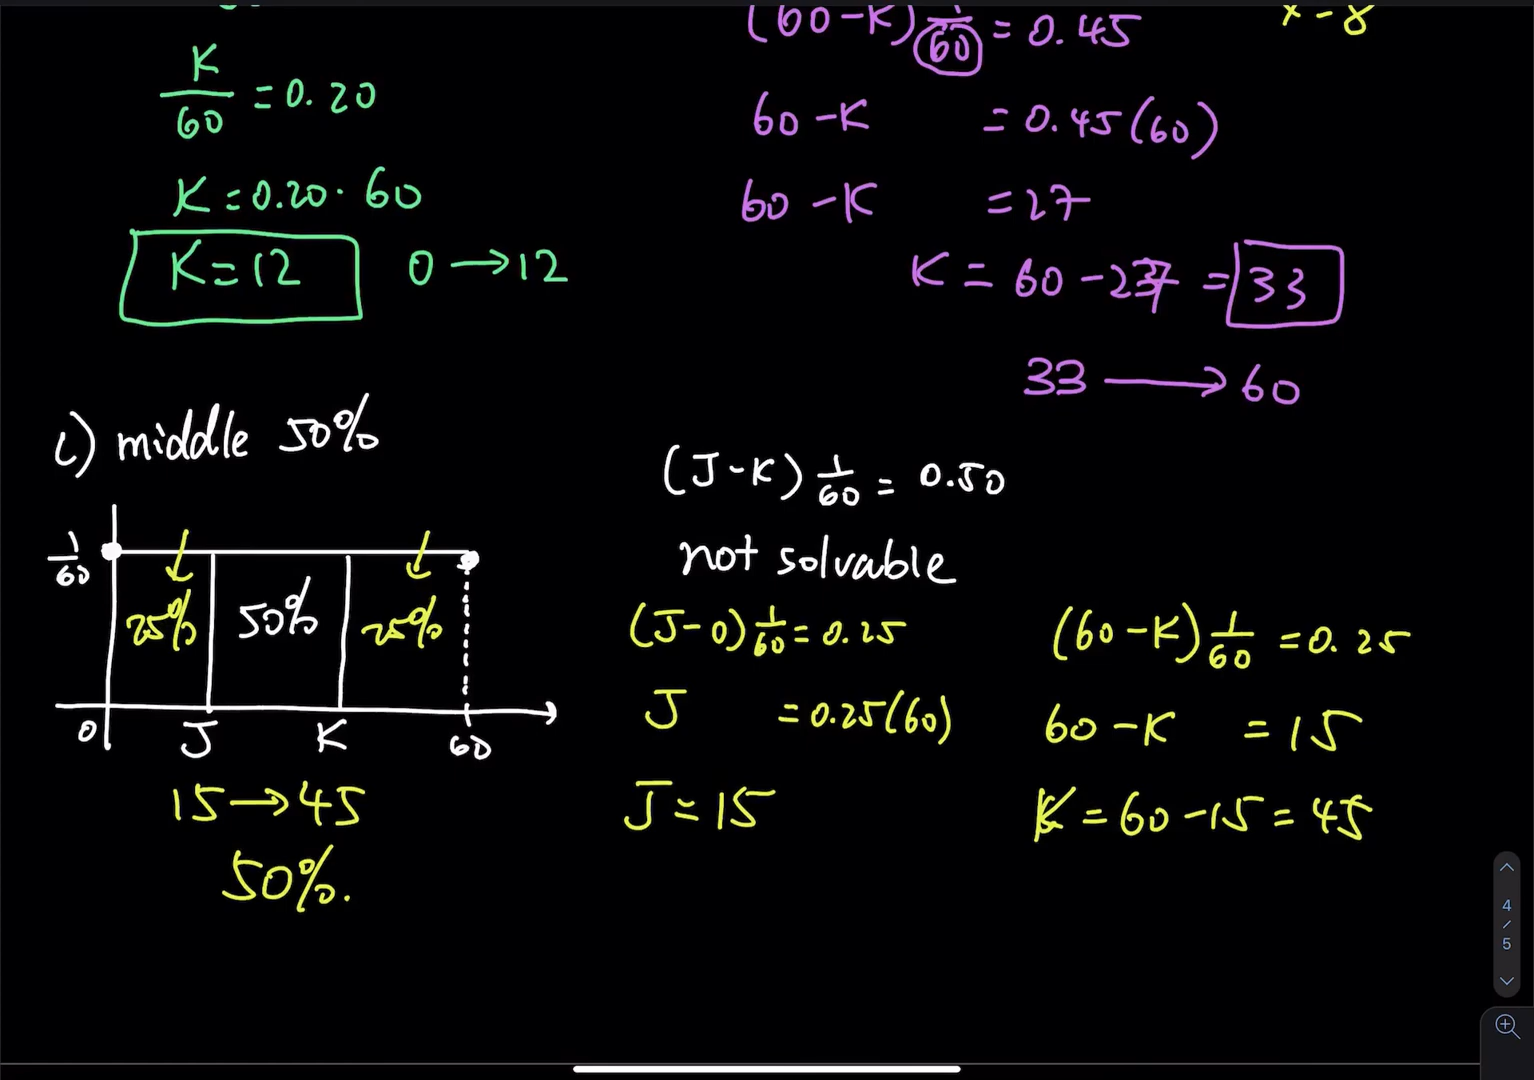 K/60 = 0.20
K = 0.20 · 60
K = 12 0 → 12
(60 - K) 1/60 = 0.45
60 - K = 0.45(60)
60 - K = 27
K = 60 - 27 = 33
33 → 60
x - 8
c) middle 50%
1/60
25% 50% 25%
0 J K 60
15 → 45
50%.
(J - K) 1/60 = 0.50
not solvable
(J - 0) 1/60 = 0.25
J = 0.25(60)
J = 15
(60 - K) 1/60 = 0.25
60 - K = 15
K = 60 - 15 = 45
4
/
5